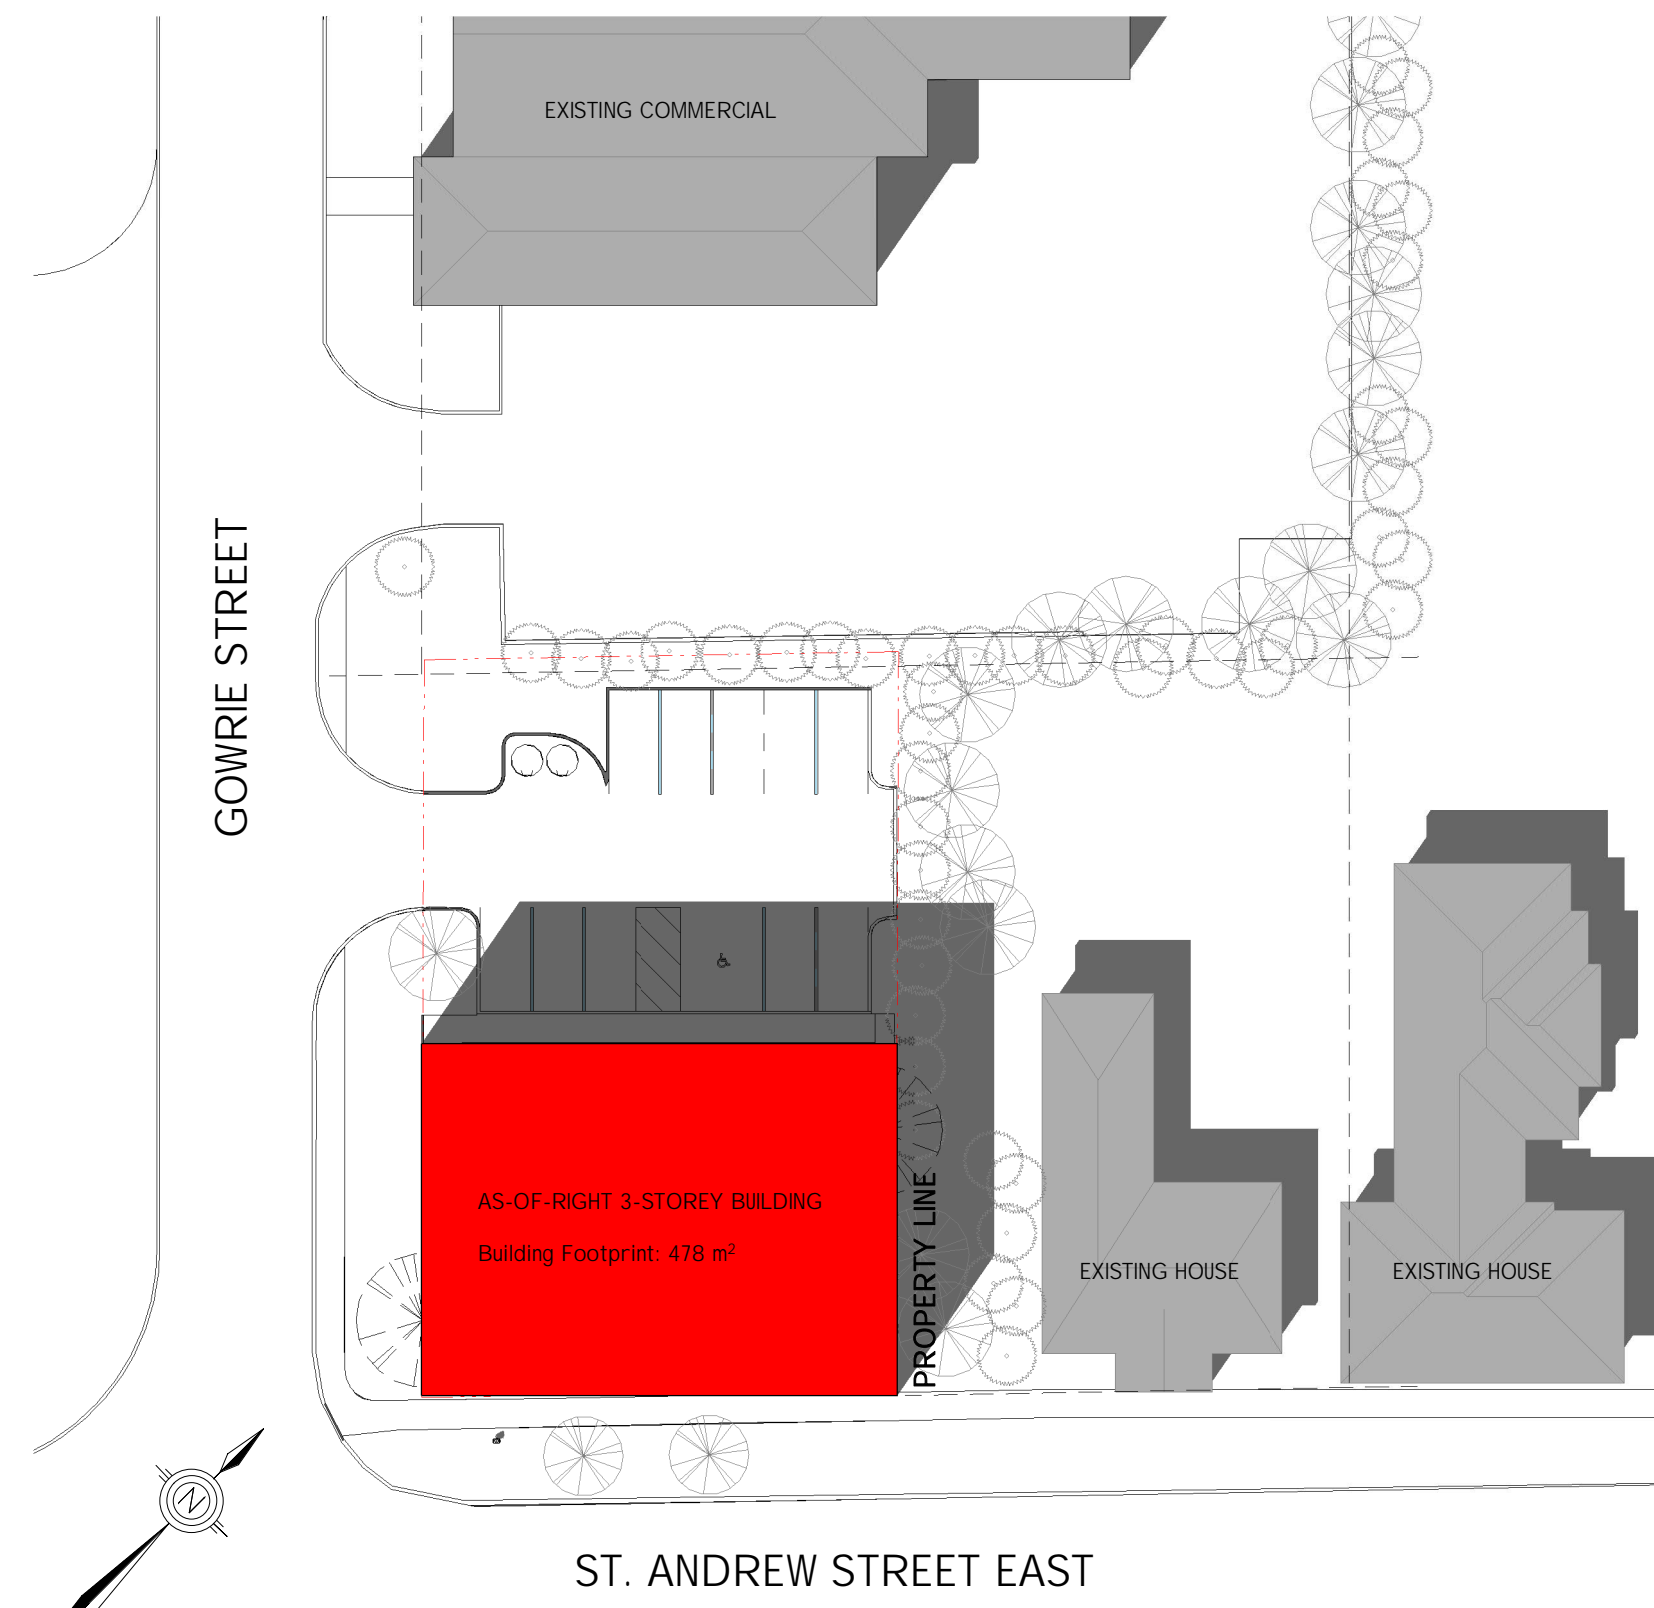 EXISTING COMMERCIAL
GOWRIE STREET
AS-OF-RIGHT 3-STOREY BUILDING
Building Footprint: 478 m²
PROPERTY LINE
EXISTING HOUSE
EXISTING HOUSE
N
ST. ANDREW STREET EAST